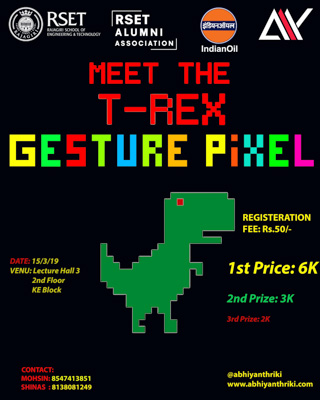 RSET
RAJAGIRI SCHOOL OF
ENGINEERING & TECHNOLOGY
RSET
ALUMNI
ASSOCIATION
इंडियनऑयल
IndianOil
MEET THE
T-REX
GESTURE PiXEL
REGISTERATION
FEE: Rs.50/-
DATE: 15/3/19
VENU: Lecture Hall 3
2nd Floor
KE Block
1st Price: 6K
2nd Prize: 3K
3rd Prize: 2K
CONTACT:
MOHSIN: 8547413851
SHINAS : 8138081249
@abhiyanthriki
www.abhiyanthriki.com